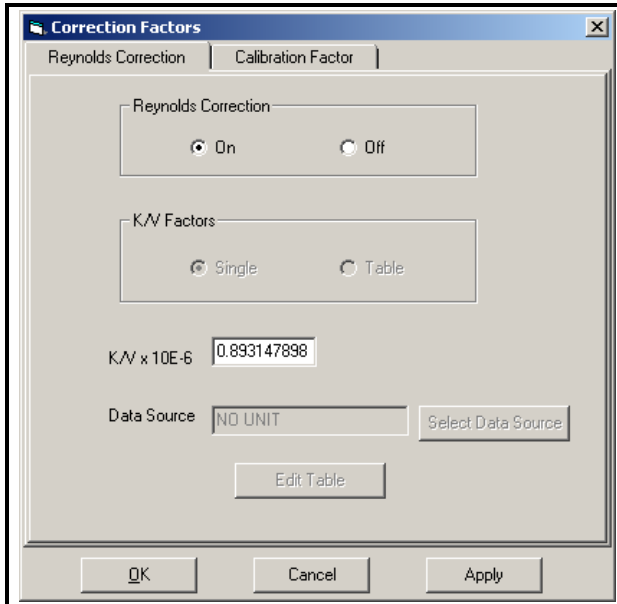 Correction Factors
Reynolds Correction Calibration Factor
Reynolds Correction
On Off
K/V Factors
Single Table
K/V x 10E-6 0.893147898
Data Source NO UNIT Select Data Source
Edit Table
OK Cancel Apply